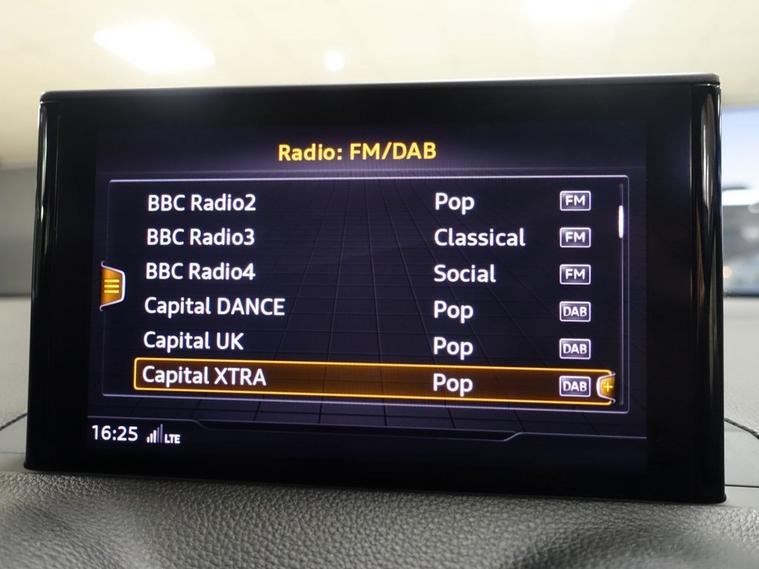 Radio: FM/DAB
BBC Radio2 Pop FM
BBC Radio3 Classical FM
BBC Radio4 Social FM
Capital DANCE Pop DAB
Capital UK Pop DAB
Capital XTRA Pop DAB +
16:25 LTE